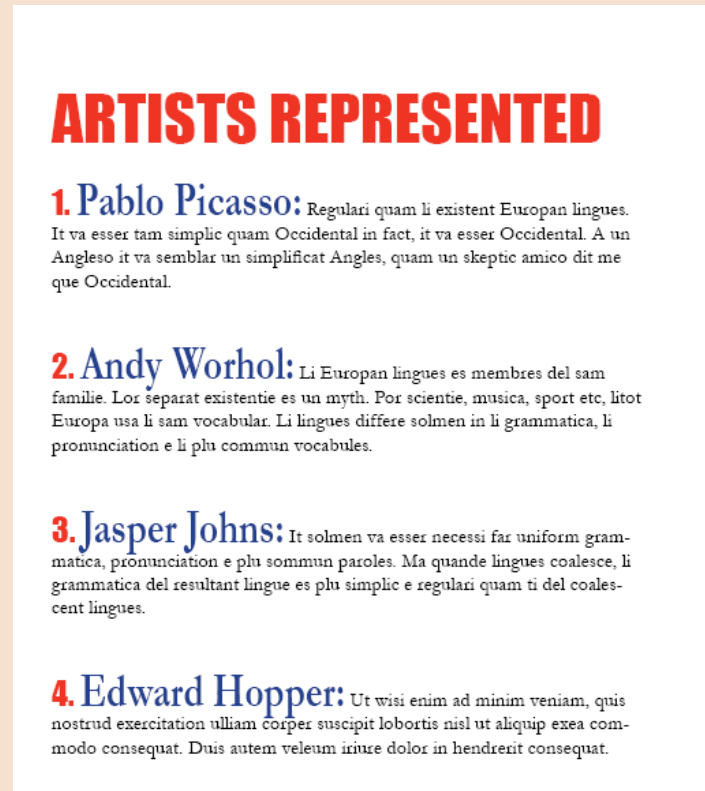 ARTISTS REPRESENTED
1. Pablo Picasso: Regulari quam li existent Europan lingues.
It va esser tam simplic quam Occidental in fact, it va esser Occidental. A un
Angleso it va semblar un simplificat Angles, quam un skeptic amico dit me
que Occidental.
2. Andy Worhol: Li Europan lingues es membres del sam
familie. Lor separat existentie es un myth. Por scientie, musica, sport etc, litot
Europa usa li sam vocabular. Li lingues differe solmen in li grammatica, li
pronunciation e li plu commun vocabules.
3. Jasper Johns: It solmen va esser necessi far uniform gram-
matica, pronunciation e plu sommun paroles. Ma quande lingues coalesce, li
grammatica del resultant lingue es plu simplic e regulari quam ti del coales-
cent lingues.
4. Edward Hopper: Ut wisi enim ad minim veniam, quis
nostrud exercitation ulliam corper suscipit lobortis nisl ut aliquip exea com-
modo consequat. Duis autem veleum iriure dolor in hendrerit consequat.